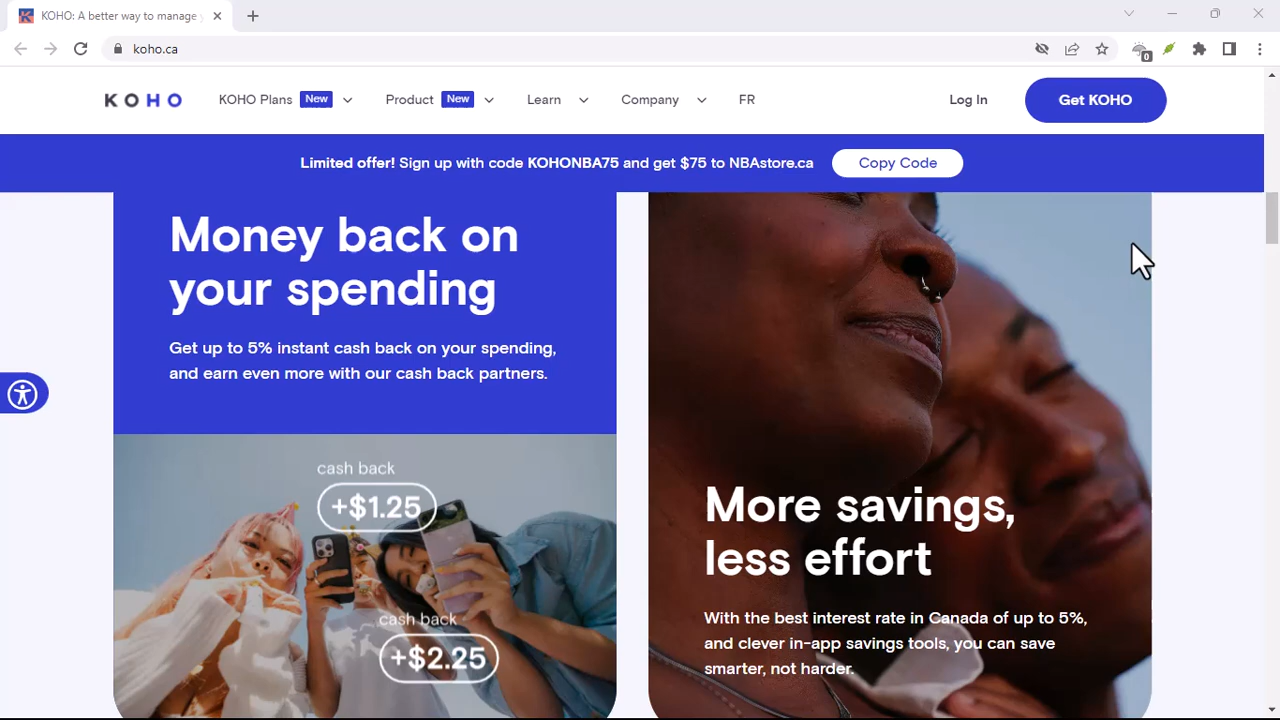 KOHO: A better way to manage
koho.ca
0
KOHO
KOHO Plans New
Product New
Learn
Company
FR
Log In
Get KOHO
Limited offer! Sign up with code KOHONBA75 and get $75 to NBAstore.ca
Copy Code
Money back on
your spending
Get up to 5% instant cash back on your spending,
and earn even more with our cash back partners.
cash back
+$1.25
cash back
+$2.25
More savings,
less effort
With the best interest rate in Canada of up to 5%,
and clever in-app savings tools, you can save
smarter, not harder.